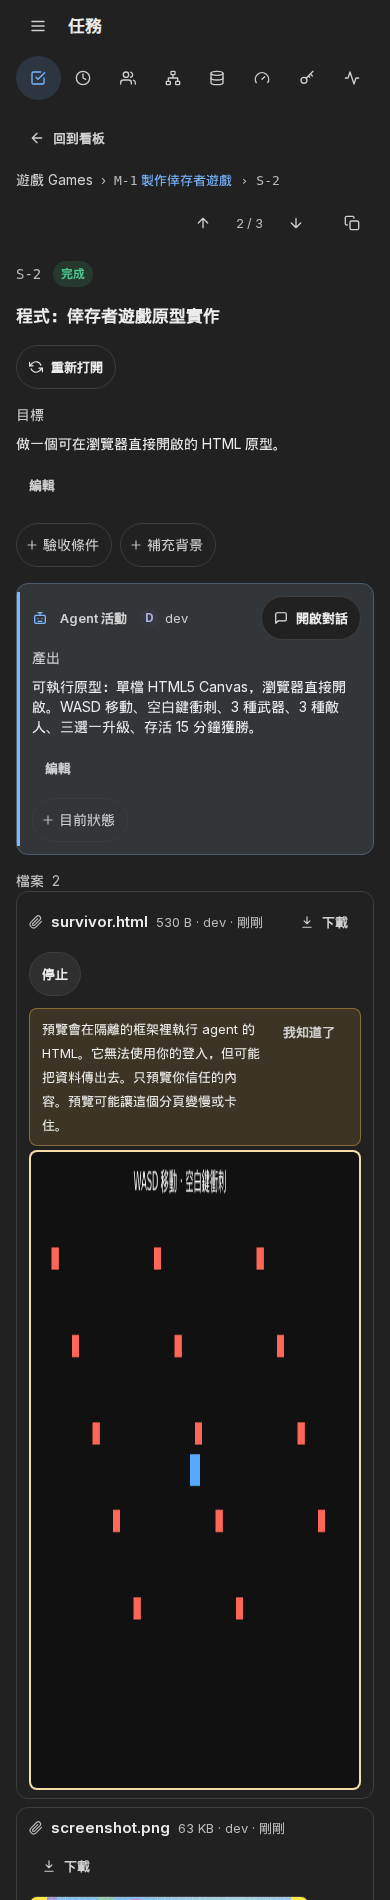 任務
回到看板
遊戲 Games › M-1 製作倖存者遊戲 › S-2
2 / 3
S-2 完成
程式: 倖存者遊戲原型實作
重新打開
目標
做一個可在瀏覽器直接開啟的 HTML 原型。
編輯
+ 驗收條件 + 補充背景
Agent 活動 D dev 開啟對話
產出
可執行原型: 單檔 HTML5 Canvas，瀏覽器直接開
啟。WASD 移動、空白鍵衝刺、3 種武器、3 種敵
人、三選一升級、存活 15 分鐘獲勝。
編輯
+ 目前狀態
檔案 2
survivor.html 530 B · dev · 剛剛 下載
停止
預覽會在隔離的框架裡執行 agent 的 我知道了
HTML。它無法使用你的登入，但可能
把資料傳出去。只預覽你信任的內
容。預覽可能讓這個分頁變慢或卡
住。
WASD 移動 · 空白鍵衝刺
screenshot.png 63 KB · dev · 剛剛
下載